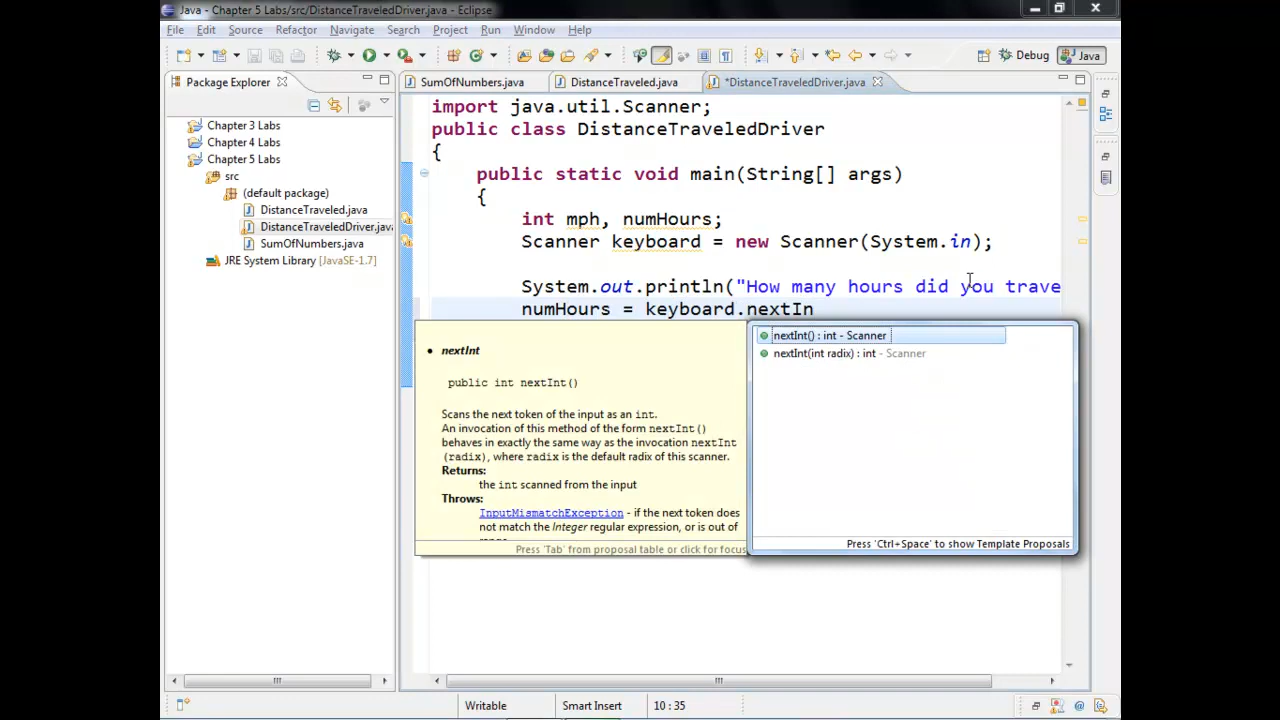 Java - Chapter 5 Labs/src/DistanceTraveledDriver.java - Eclipse
File Edit Source Refactor Navigate Search Project Run Window Help
Debug Java
Package Explorer
SumOfNumbers.java DistanceTraveled.java *DistanceTraveledDriver.java
Chapter 3 Labs
Chapter 4 Labs
Chapter 5 Labs
src
(default package)
DistanceTraveled.java
DistanceTraveledDriver.java
SumOfNumbers.java
JRE System Library [JavaSE-1.7]
import java.util.Scanner;
public class DistanceTraveledDriver
{
public static void main(String[] args)
{
int mph, numHours;
Scanner keyboard = new Scanner(System.in);
System.out.println("How many hours did you trave
numHours = keyboard.nextIn
nextInt
public int nextInt()
Scans the next token of the input as an int.
An invocation of this method of the form nextInt()
behaves in exactly the same way as the invocation nextInt
(radix), where radix is the default radix of this scanner.
Returns:
the int scanned from the input
Throws:
InputMismatchException - if the next token does
not match the Integer regular expression, or is out of
Press 'Tab' from proposal table or click for focus
nextInt() : int - Scanner
nextInt(int radix) : int - Scanner
Press 'Ctrl+Space' to show Template Proposals
Writable Smart Insert 10 : 35